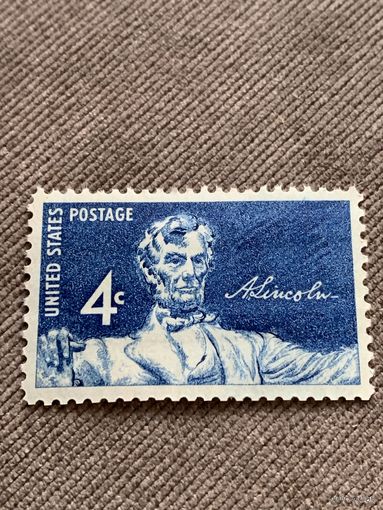 UNITED STATES POSTAGE
4c
A. Lincoln